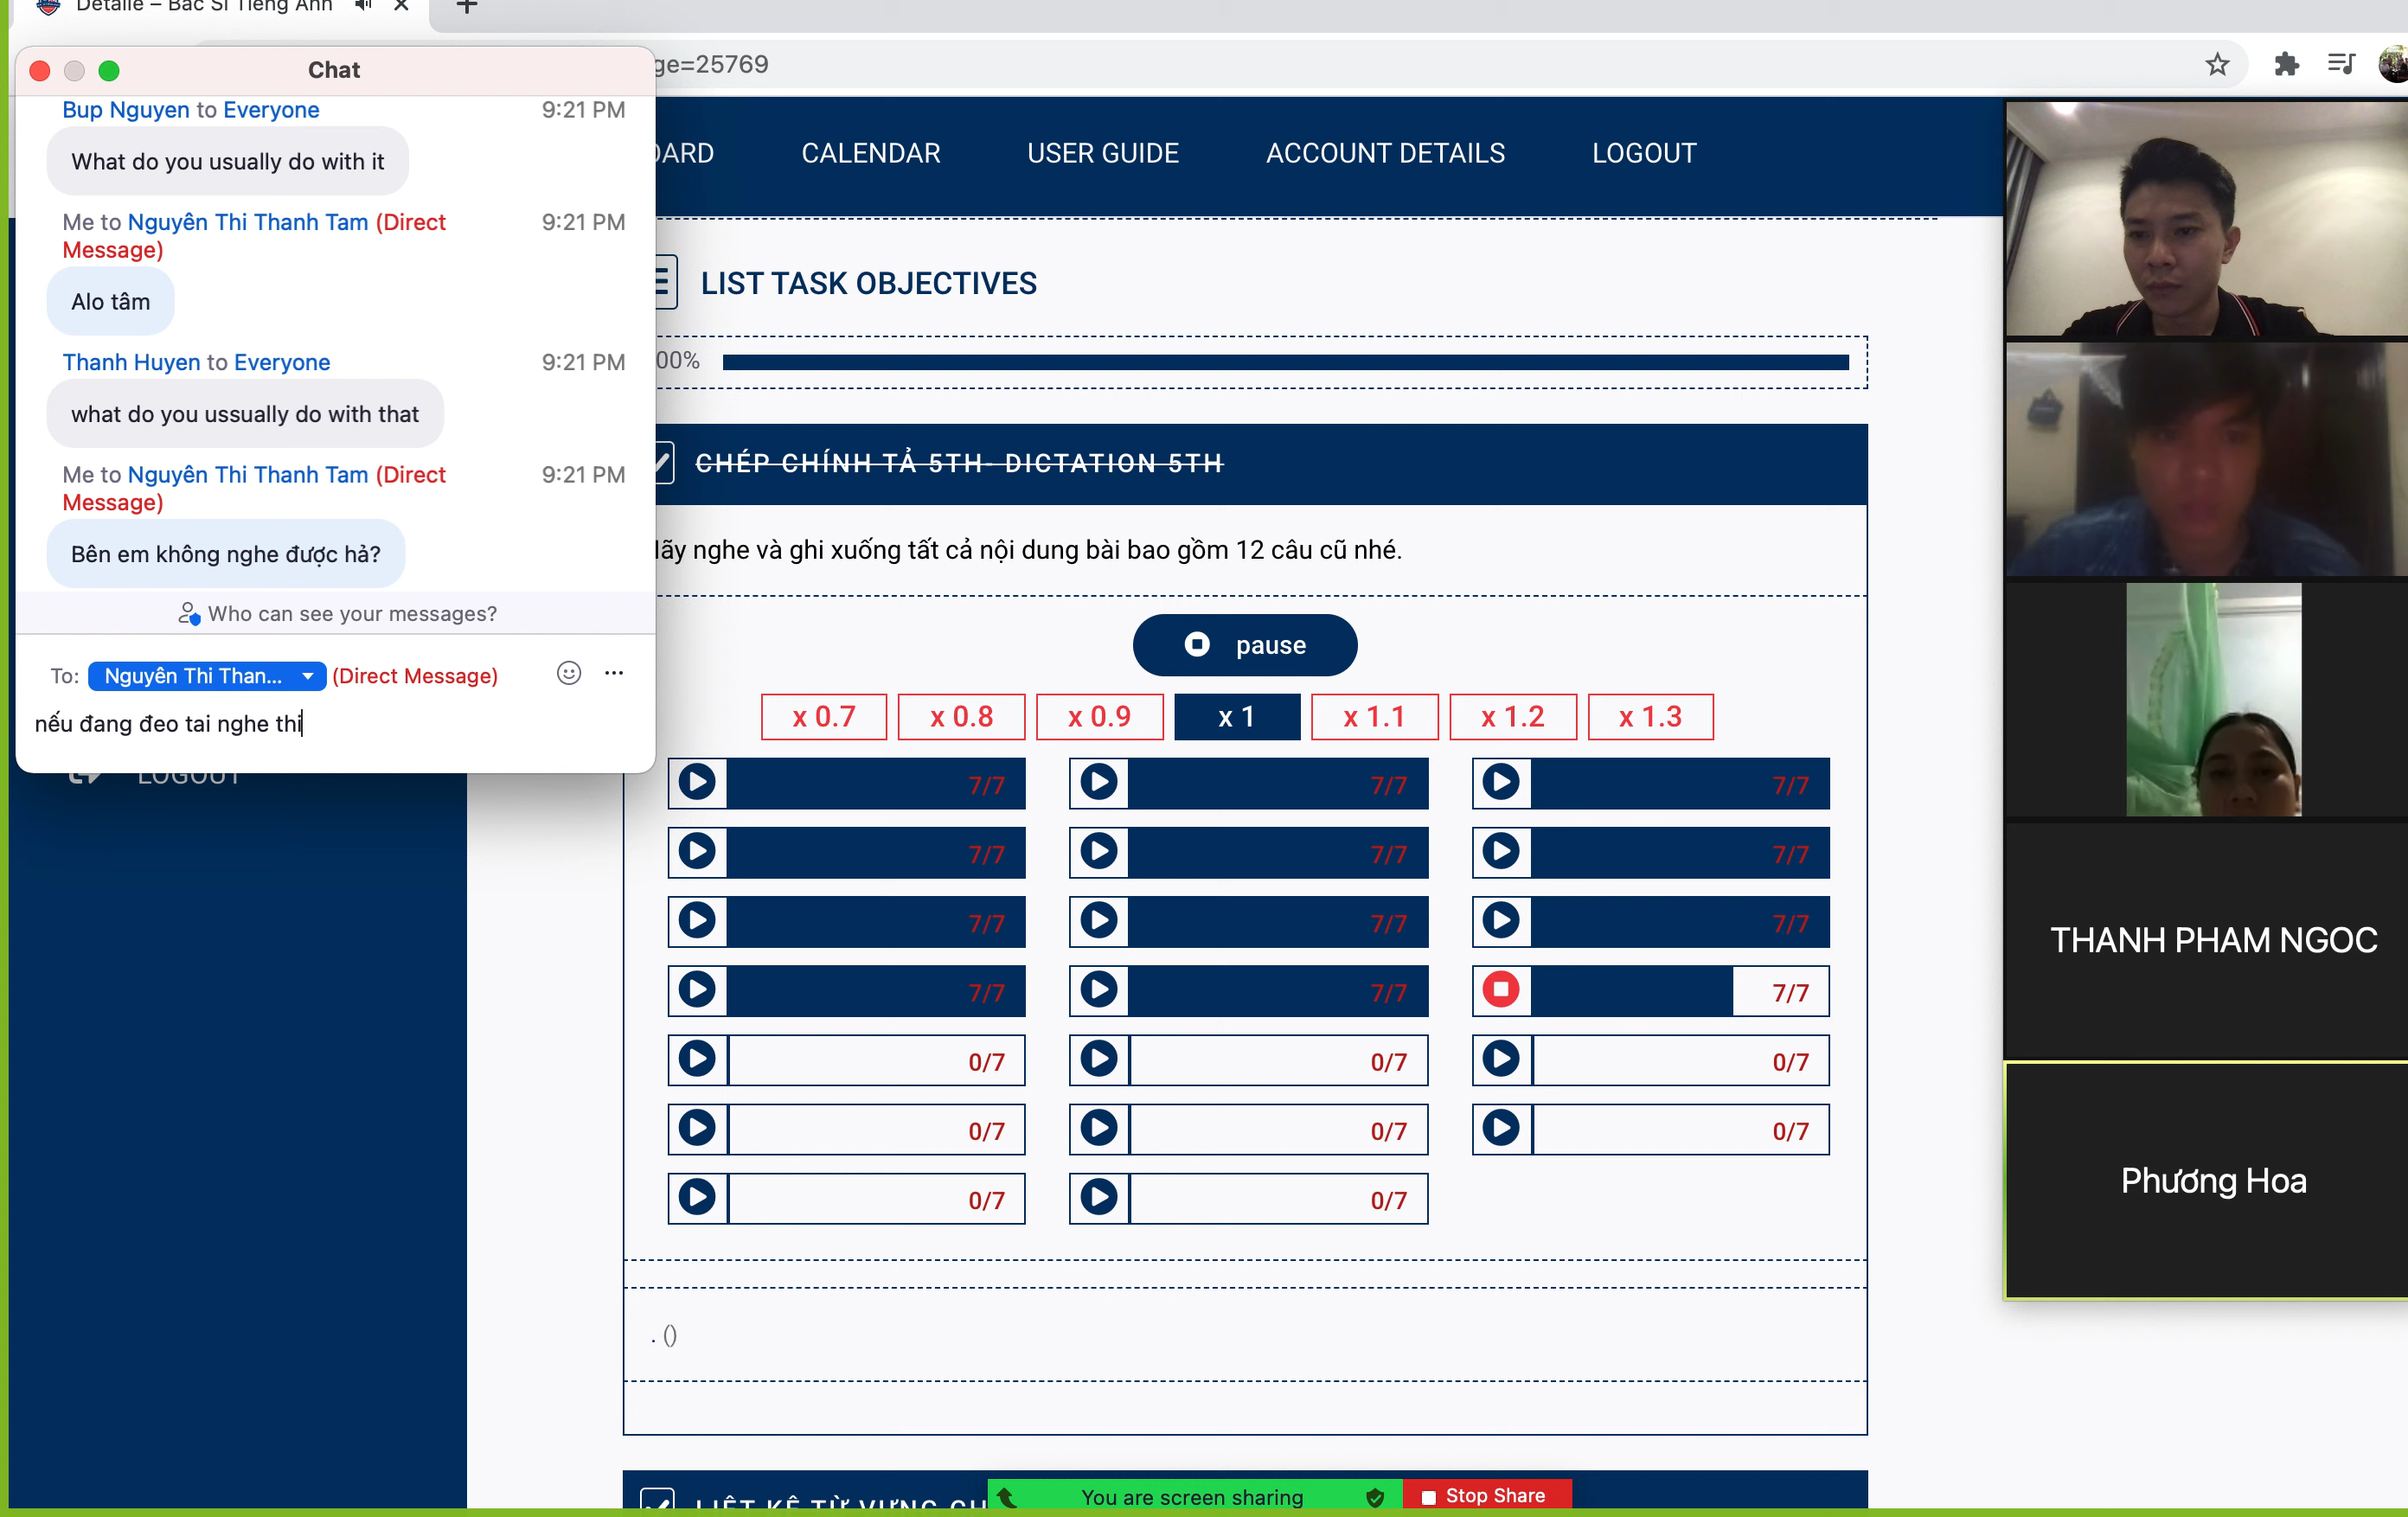 Detaile – Bác Sĩ Tiếng Anh
Chat
Bup Nguyen to Everyone 9:21 PM
What do you usually do with it
Me to Nguyên Thi Thanh Tam (Direct Message) 9:21 PM
Alo tâm
Thanh Huyen to Everyone 9:21 PM
what do you ussually do with that
Me to Nguyên Thi Thanh Tam (Direct Message) 9:21 PM
Bên em không nghe được hả?
Who can see your messages?
To: Nguyên Thi Than... (Direct Message)
nếu đang đeo tai nghe thi
LOGOUT
ge=25769
CALENDAR USER GUIDE ACCOUNT DETAILS LOGOUT
LIST TASK OBJECTIVES
00%
CHÉP CHÍNH TẢ 5TH- DICTATION 5TH
nghe và ghi xuống tất cả nội dung bài bao gồm 12 câu cũ nhé.
pause
x 0.7 x 0.8 x 0.9 x 1 x 1.1 x 1.2 x 1.3
7/7 7/7 7/7
7/7 7/7 7/7
7/7 7/7 7/7
7/7 7/7 7/7
0/7 0/7 0/7
0/7 0/7 0/7
0/7 0/7
. ()
LIỆT KÊ TỪ VỰNG CH
You are screen sharing Stop Share
THANH PHAM NGOC
Phương Hoa